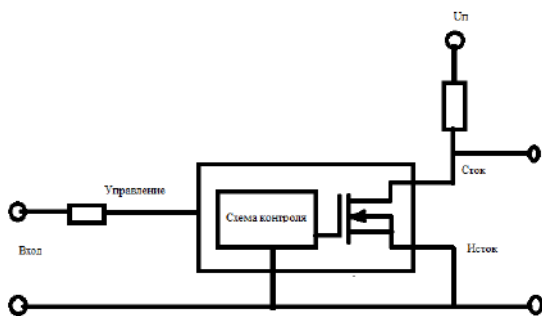 Uп
Сток
Управление
Схема контроля
Вход
Исток